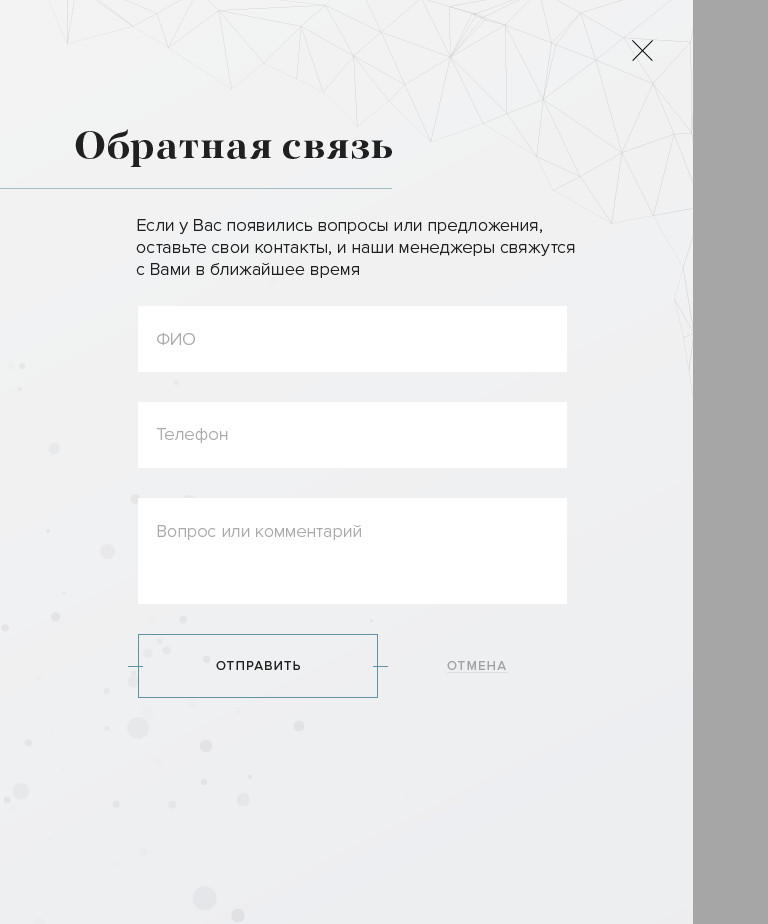 Обратная связь
Если у Вас появились вопросы или предложения,
оставьте свои контакты, и наши менеджеры свяжутся
с Вами в ближайшее время
ФИО
Телефон
Вопрос или комментарий
ОТПРАВИТЬ
ОТМЕНА